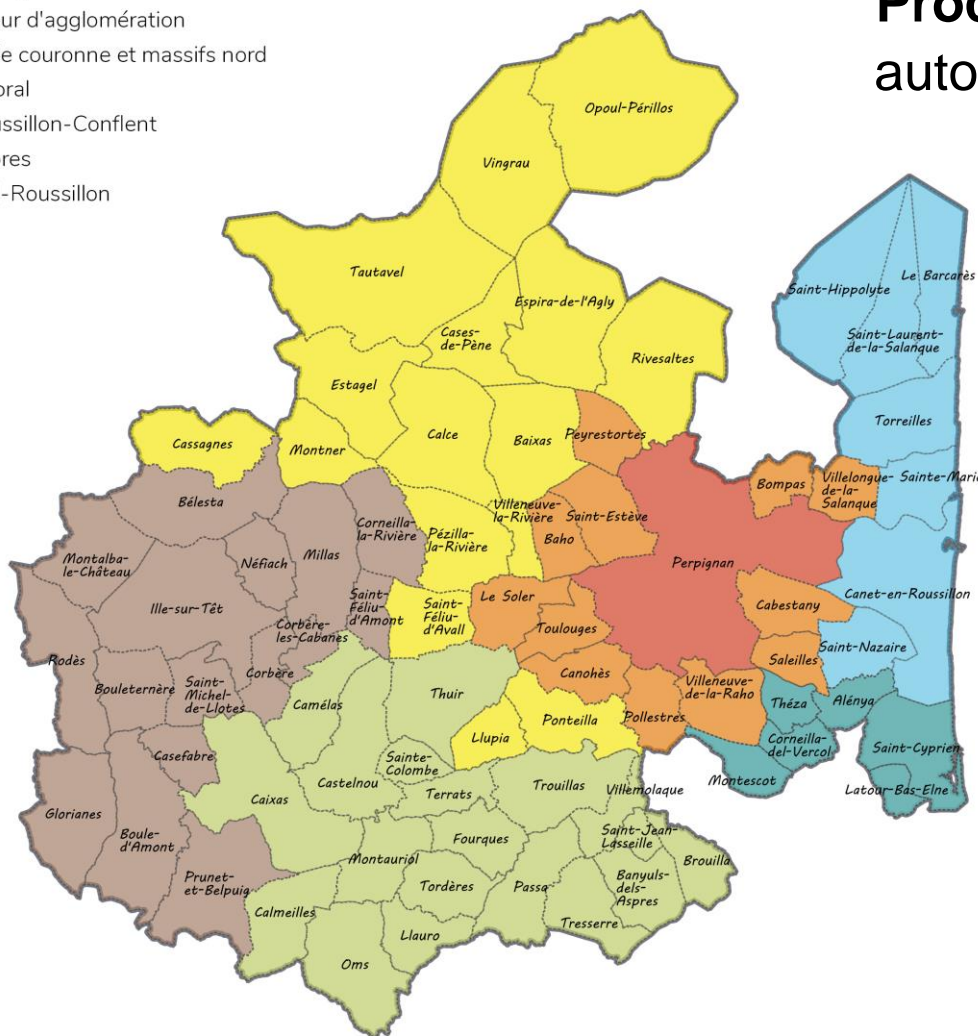 ur d'agglomération
e couronne et massifs nord
oral
ussillon-Conflent
ores
-Roussillon
Proc
auto
Opoul-Périllos
Vingrau
Tautavel
Espira-de-l'Agly
Cases-
de-Pène
Rivesaltes
Saint-Hippolyte
Le Barcarès
Saint-Laurent-
de-la-Salanque
Estagel
Torreilles
Cassagnes
Montner
Calce
Baixas
Peyrestortes
Bélesta
Corneilla-
la-Rivière
Pézilla-
la-Rivière
Villeneuve-
la-Rivière
Saint-Estève
Baho
Bompas
Villelongue-
de-la-
Salanque
Sainte-Marie
Montalba-
le-Château
Néfiach
Millas
Perpignan
Ille-sur-Têt
Saint-
Féliu-
d'Amont
Saint-
Féliu-
d'Avall
Le Soler
Toulouges
Cabestany
Canet-en-Roussillon
Corbère-
les-Cabanes
Saint-Nazaire
Rodès
Bouleternère
Saint-
Michel-
de-Llotes
Corbère
Camélas
Thuir
Canohès
Saleilles
Villeneuve-
de-la-Raho
Théza
Alénya
Llupia
Ponteilla
Pollestres
Corneilla-
del-Vercol
Saint-Cyprien
Casefabre
Sainte-
Colombe
Castelnou
Terrats
Trouillas
Villemolaque
Montescot
Latour-Bas-Elne
Glorianes
Boule-
d'Amont
Caixas
Fourques
Saint-Jean-
Lasseille
Brouilla
Montauriol
Prunet-
et-Belpuig
Tordères
Passa
Banyuls-
dels-
Aspres
Calmeilles
Llauro
Tresserre
Oms